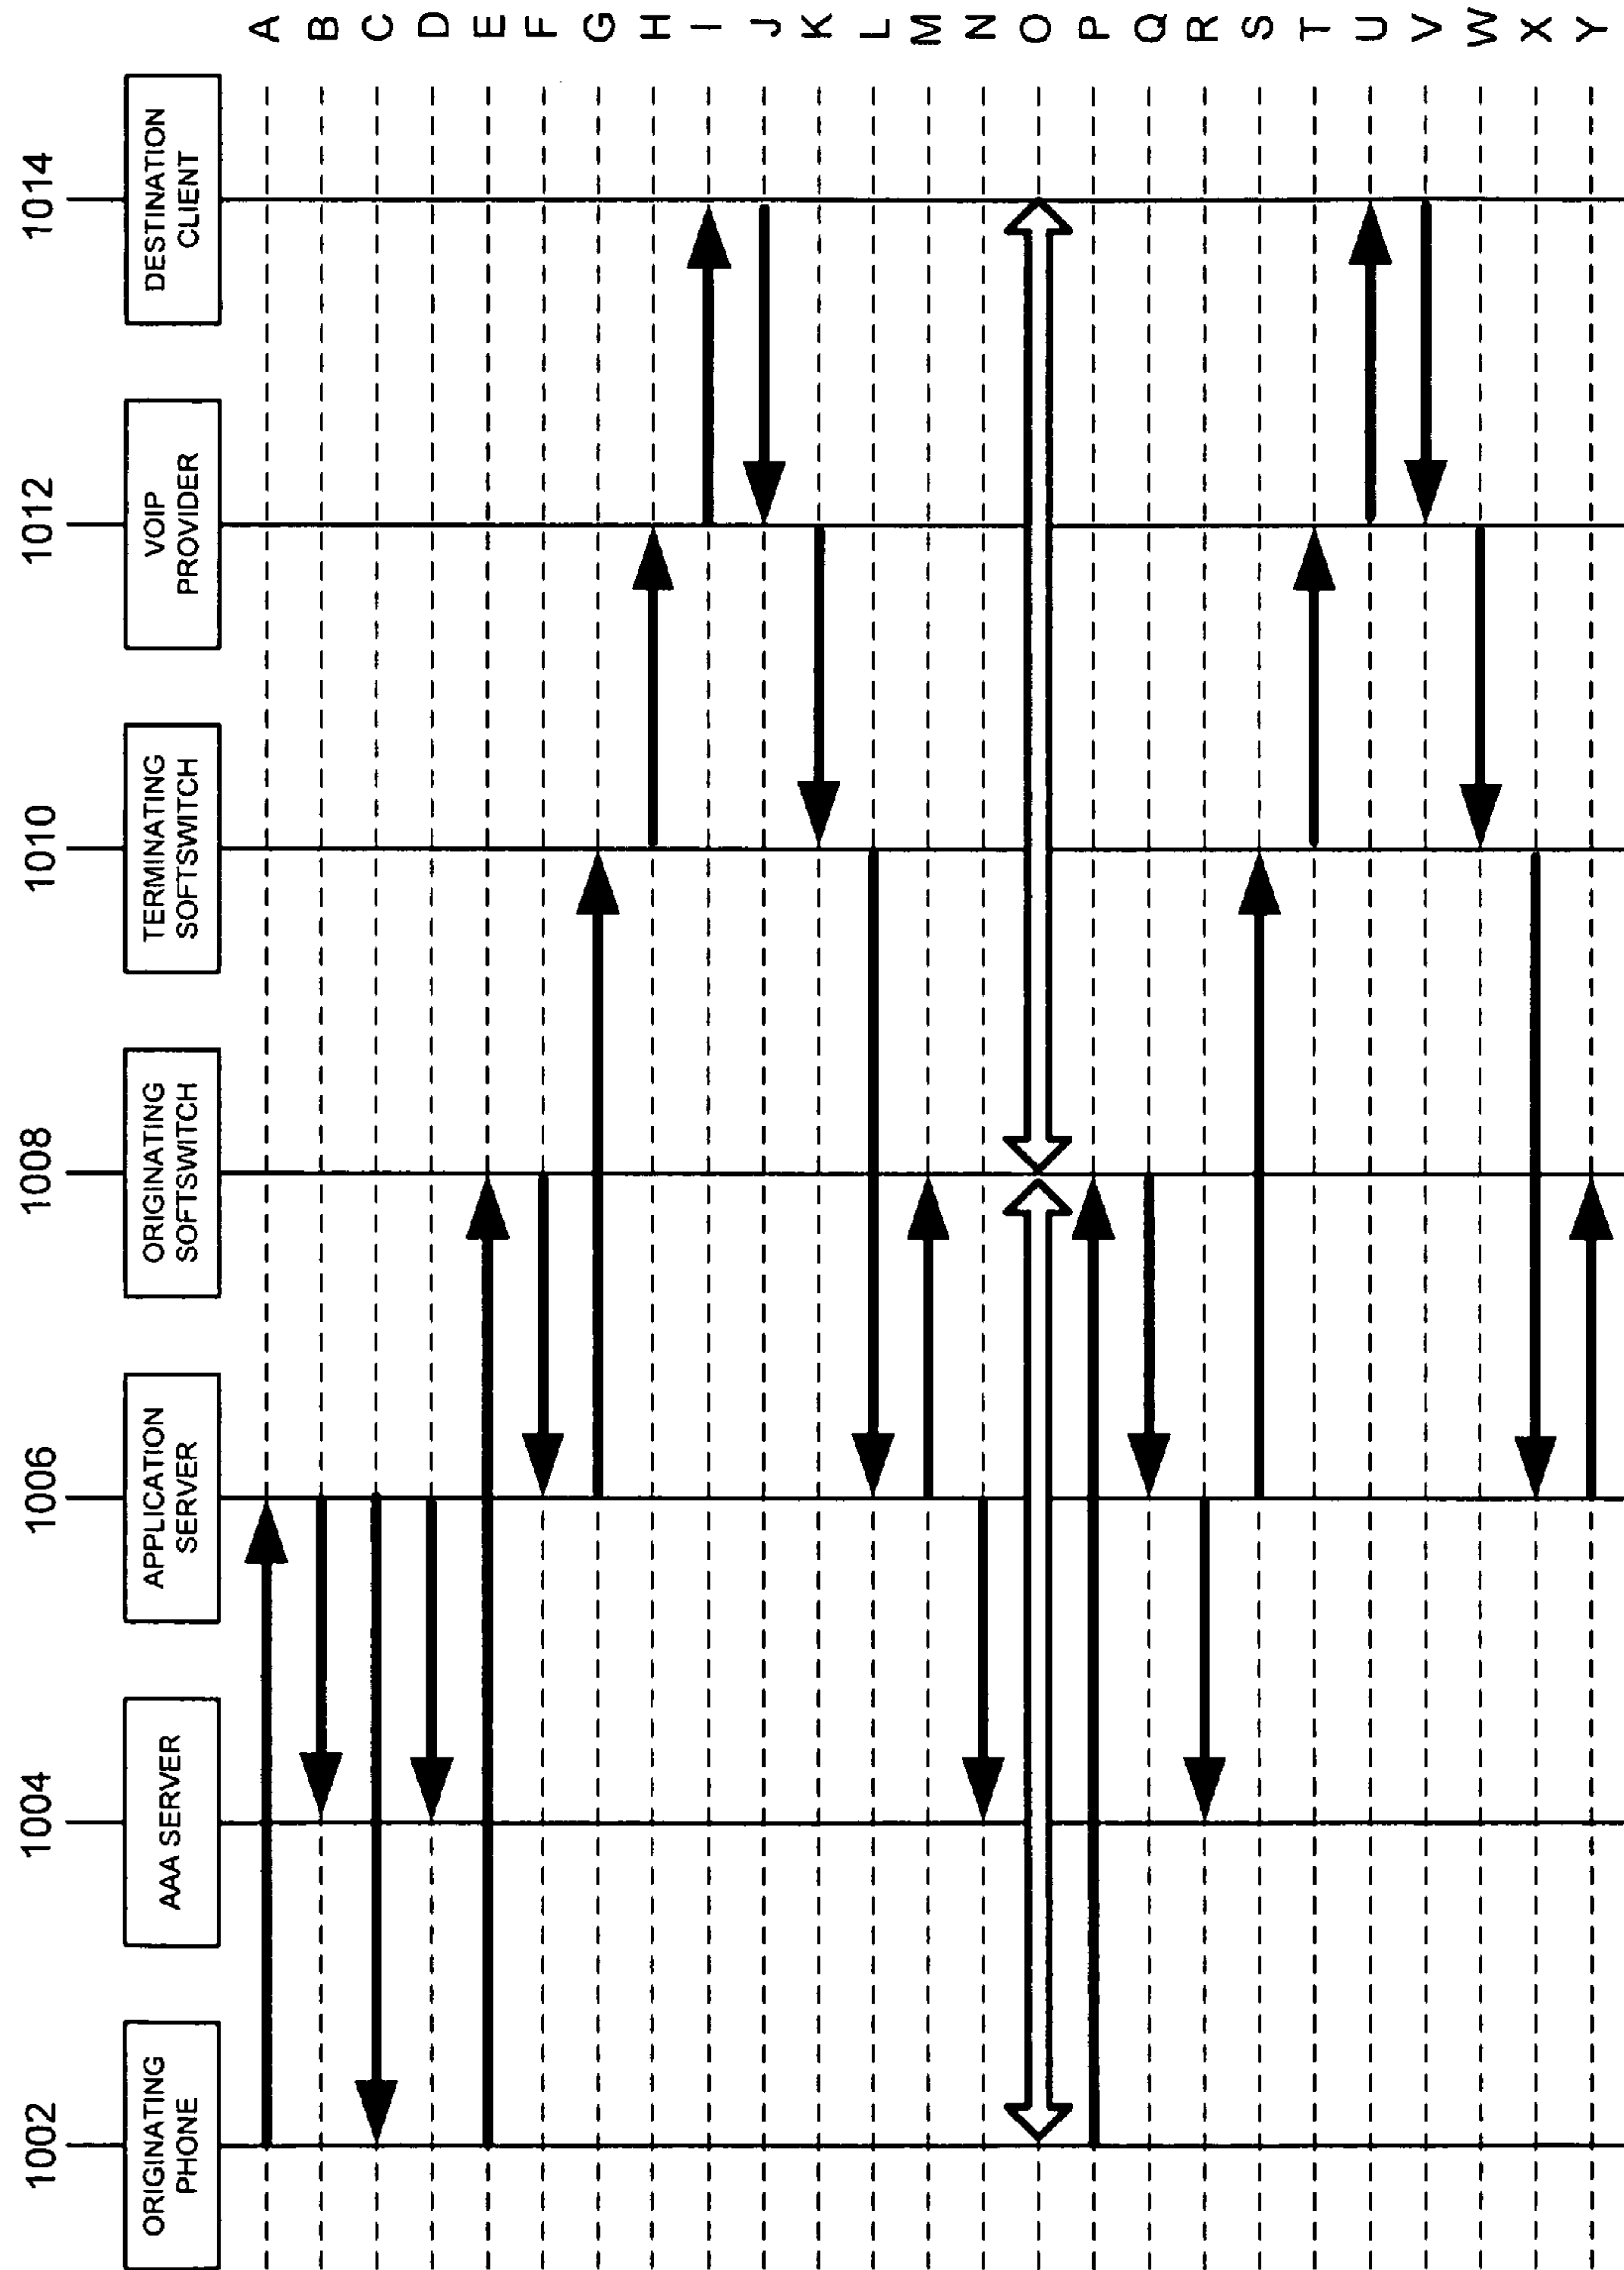 1002
1004
1006
1008
1010
1012
1014
ORIGINATING
PHONE
AAA SERVER
APPLICATION
SERVER
ORIGINATING
SOFTSWITCH
TERMINATING
SOFTSWITCH
VOIP
PROVIDER
DESTINATION
CLIENT
A
B
C
D
E
F
G
H
I
J
K
L
M
N
O
P
Q
R
S
T
U
V
W
X
Y